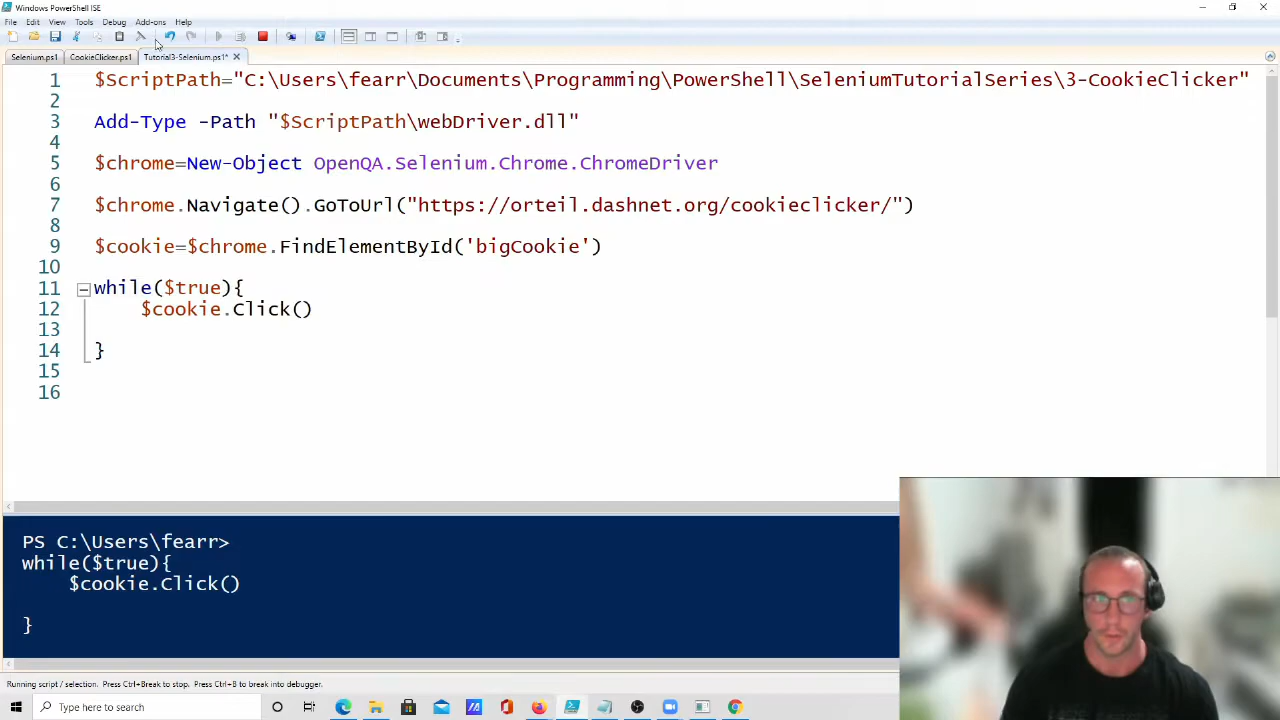 Windows PowerShell ISE
File Edit View Tools Debug Add-ons Help
Selenium.ps1 CookieClicker.ps1 Tutorial3-Selenium.ps1*
1 $ScriptPath="C:\Users\fearr\Documents\Programming\PowerShell\SeleniumTutorialSeries\3-CookieClicker"
2
3 Add-Type -Path "$ScriptPath\webDriver.dll"
4
5 $chrome=New-Object OpenQA.Selenium.Chrome.ChromeDriver
6
7 $chrome.Navigate().GoToUrl("https://orteil.dashnet.org/cookieclicker/")
8
9 $cookie=$chrome.FindElementById('bigCookie')
10
11 while($true){
12 $cookie.Click()
13
14 }
15
16
PS C:\Users\fearr>
while($true){
$cookie.Click()
}
Running script / selection. Press Ctrl+Break to stop. Press Ctrl+B to break into debugger.
Type here to search